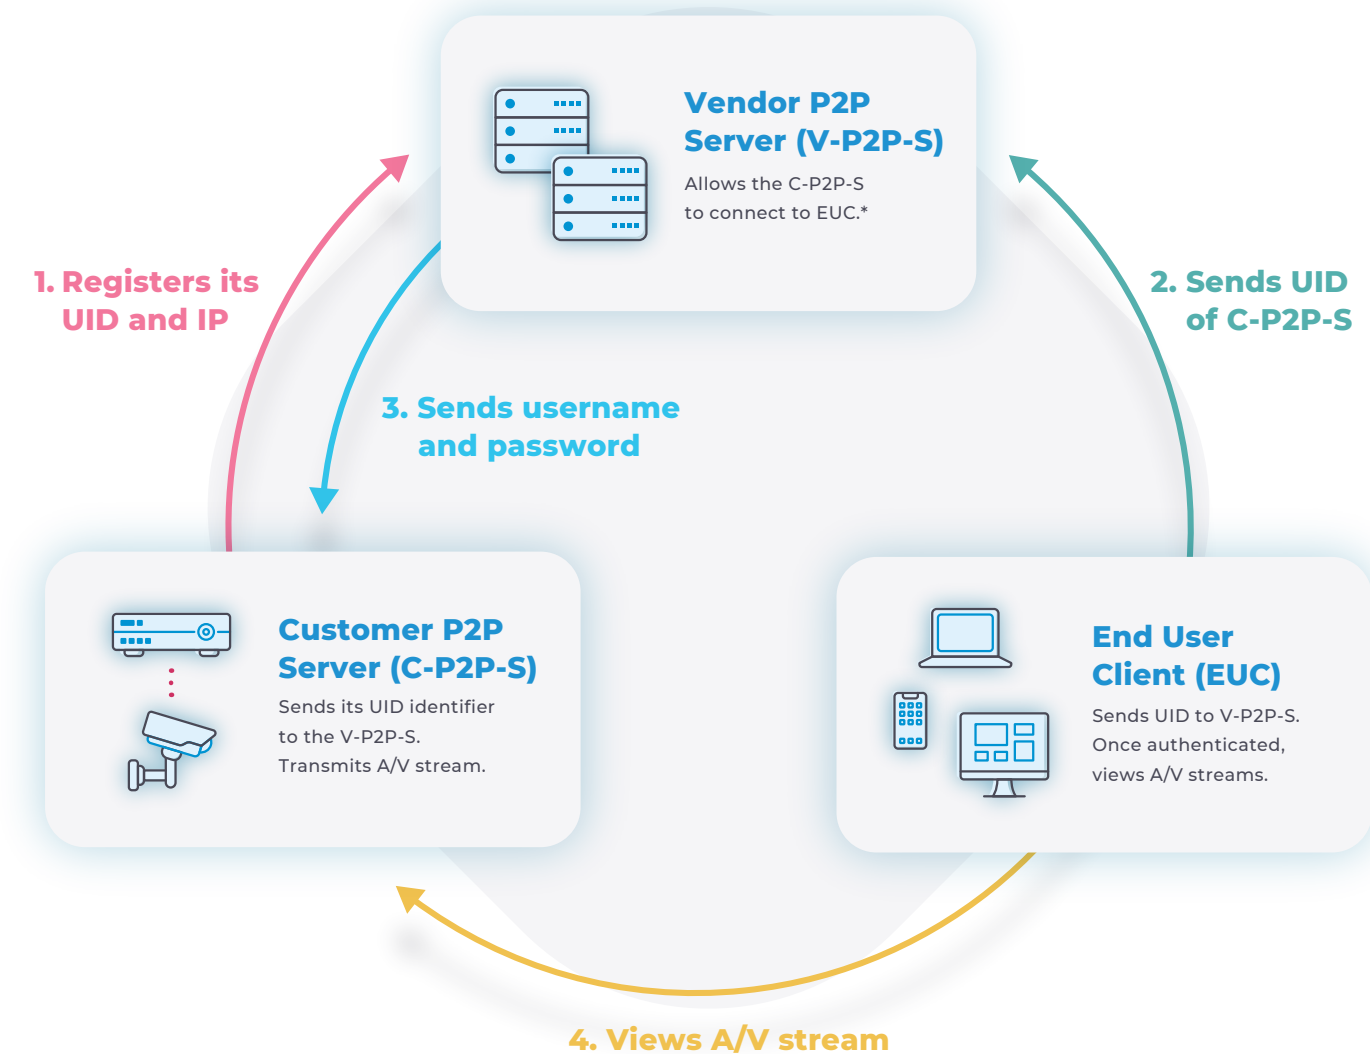 Vendor P2P
Server (V-P2P-S)
Allows the C-P2P-S
to connect to EUC.*
1. Registers its
UID and IP
2. Sends UID
of C-P2P-S
3. Sends username
and password
Customer P2P
Server (C-P2P-S)
Sends its UID identifier
to the V-P2P-S.
Transmits A/V stream.
End User
Client (EUC)
Sends UID to V-P2P-S.
Once authenticated,
views A/V streams.
4. Views A/V stream